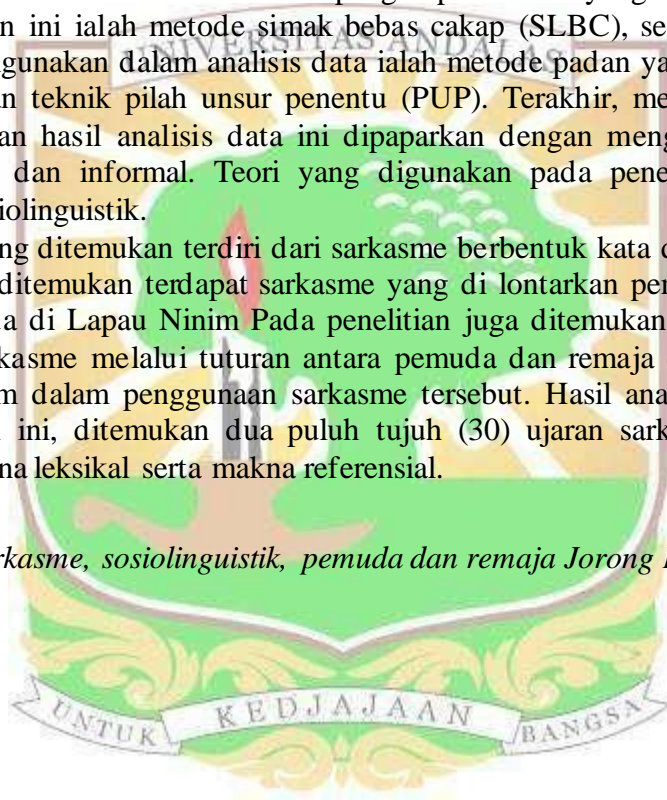 n ini ialah metode simak bebas cakap (SLBC), se
UNIVERSITAS ANDALAS
gunakan dalam analisis data ialah metode padan ya
n teknik pilah unsur penentu (PUP). Terakhir, me
an hasil analisis data ini dipaparkan dengan meng
dan informal. Teori yang digunakan pada pene
iolinguistik.
ng ditemukan terdiri dari sarkasme berbentuk kata d
ditemukan terdapat sarkasme yang di lontarkan per
a di Lapau Ninim Pada penelitian juga ditemukan
kasme melalui tuturan antara pemuda dan remaja
m dalam penggunaan sarkasme tersebut. Hasil ana
ini, ditemukan dua puluh tujuh (30) ujaran sark
na leksikal serta makna referensial.
rkasme, sosiolinguistik, pemuda dan remaja Jorong
UNTUK KEDJAJAAN BANGSA